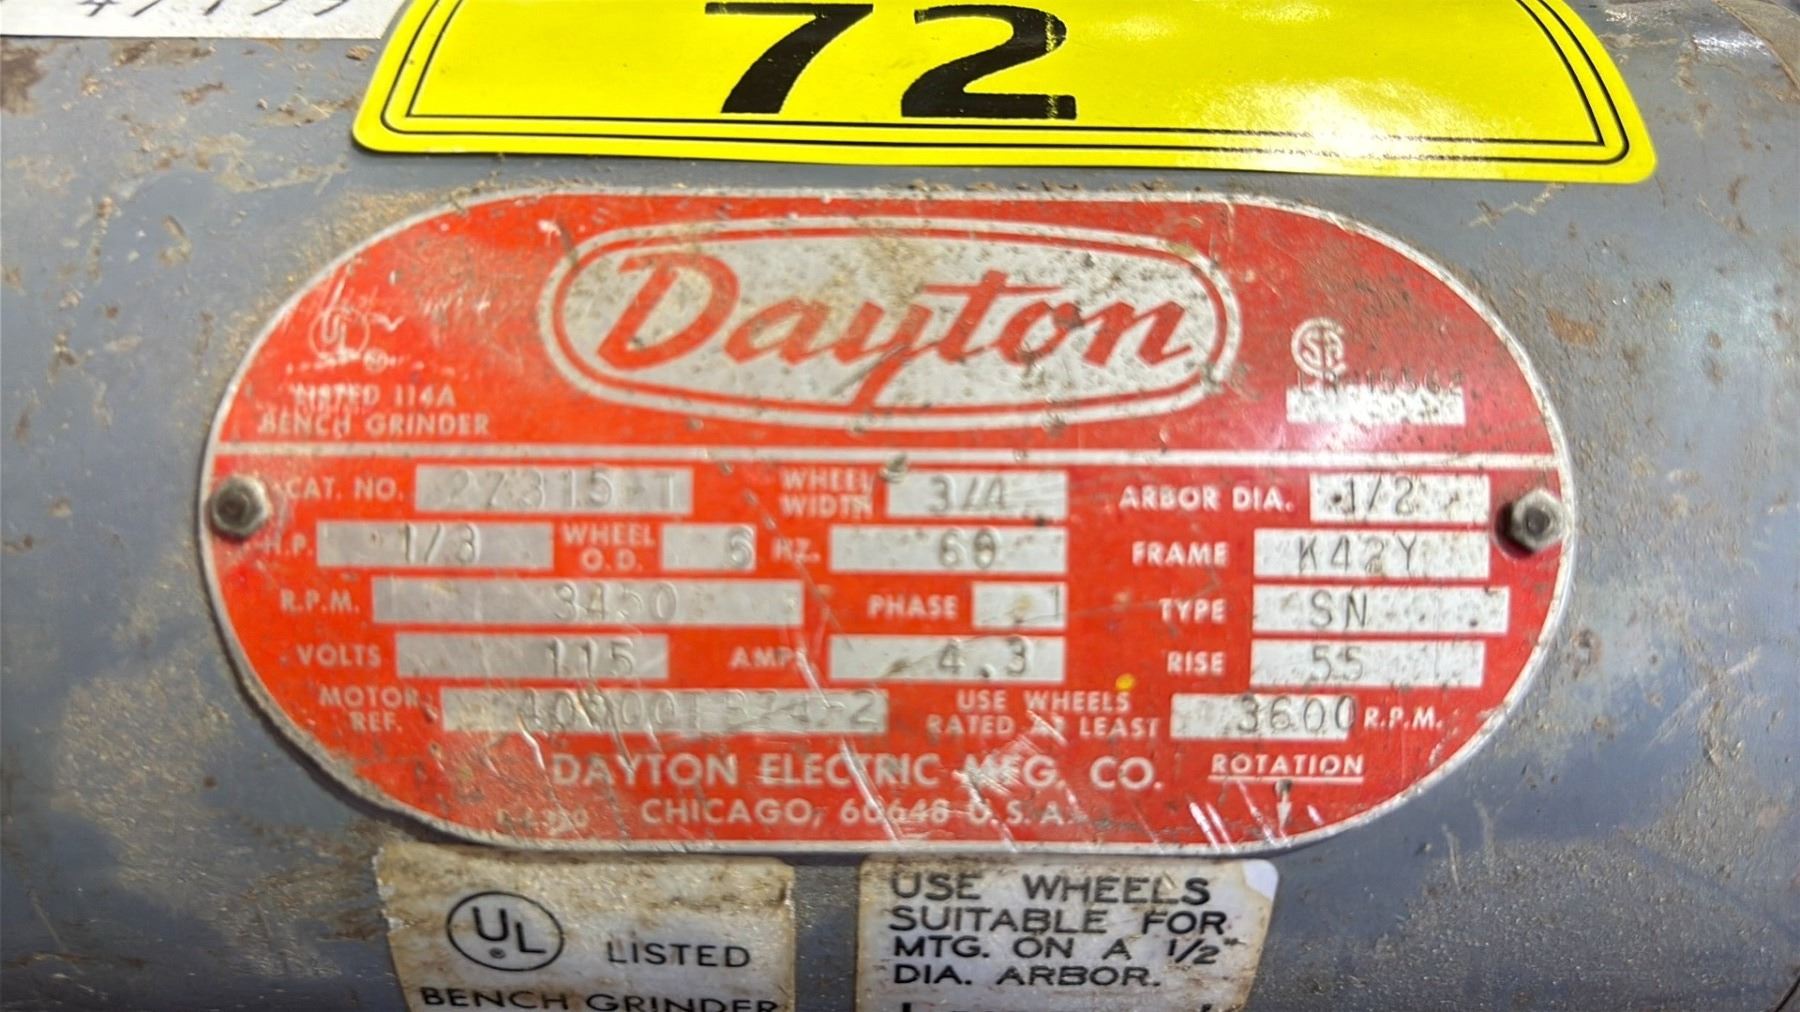 72
Dayton
UL
LISTED 114A
BENCH GRINDER
CAT. NO. 27315-T WHEEL WIDTH 3/4 ARBOR DIA. 1/2
H.P. 1/3 WHEEL O.D. 6 HZ. 60 FRAME K42Y
R.P.M. 3450 PHASE 1 TYPE SN
VOLTS 115 AMPS 4.3 RISE 55
MOTOR REF. USE WHEELS RATED AT LEAST 3600 R.P.M.
DAYTON ELECTRIC MFG. CO. ROTATION
CHICAGO, 60648 U.S.A.
UL LISTED
BENCH GRINDER
USE WHEELS
SUITABLE FOR
MTG. ON A 1/2"
DIA. ARBOR.